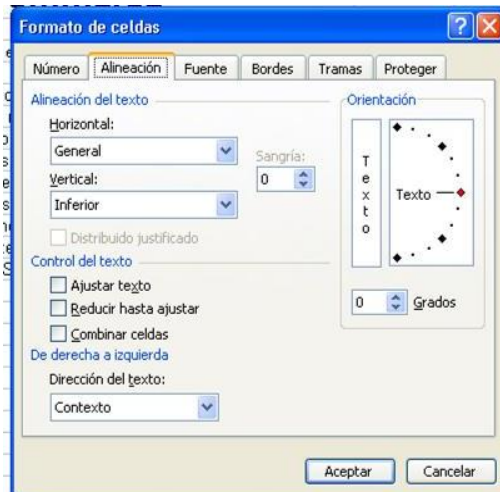 Formato de celdas
Número Alineación Fuente Bordes Tramas Proteger
Alineación del texto
Horizontal:
General
Sangría:
0
Vertical:
Inferior
Distribuido justificado
Control del texto
Ajustar texto
Reducir hasta ajustar
Combinar celdas
De derecha a izquierda
Dirección del texto:
Contexto
Orientación
Texto
Texto
0 Grados
Aceptar Cancelar